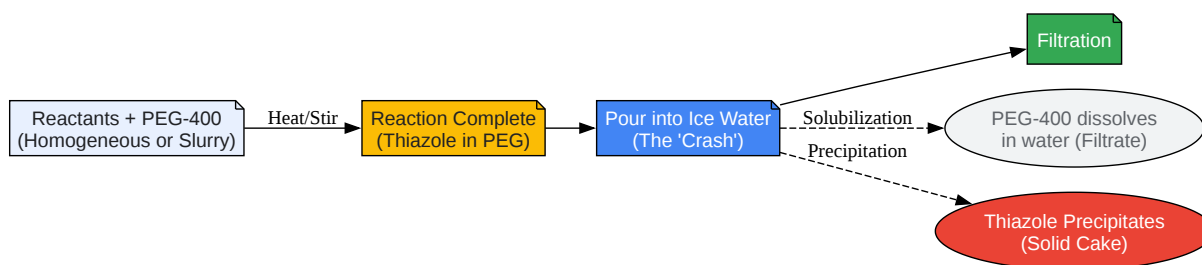 Reactants + PEG-400
(Homogeneous or Slurry)
Heat/Stir
Reaction Complete
(Thiazole in PEG)
Pour into Ice Water
(The 'Crash')
Filtration
Solubilization
PEG-400 dissolves
in water (Filtrate)
Precipitation
Thiazole Precipitates
(Solid Cake)